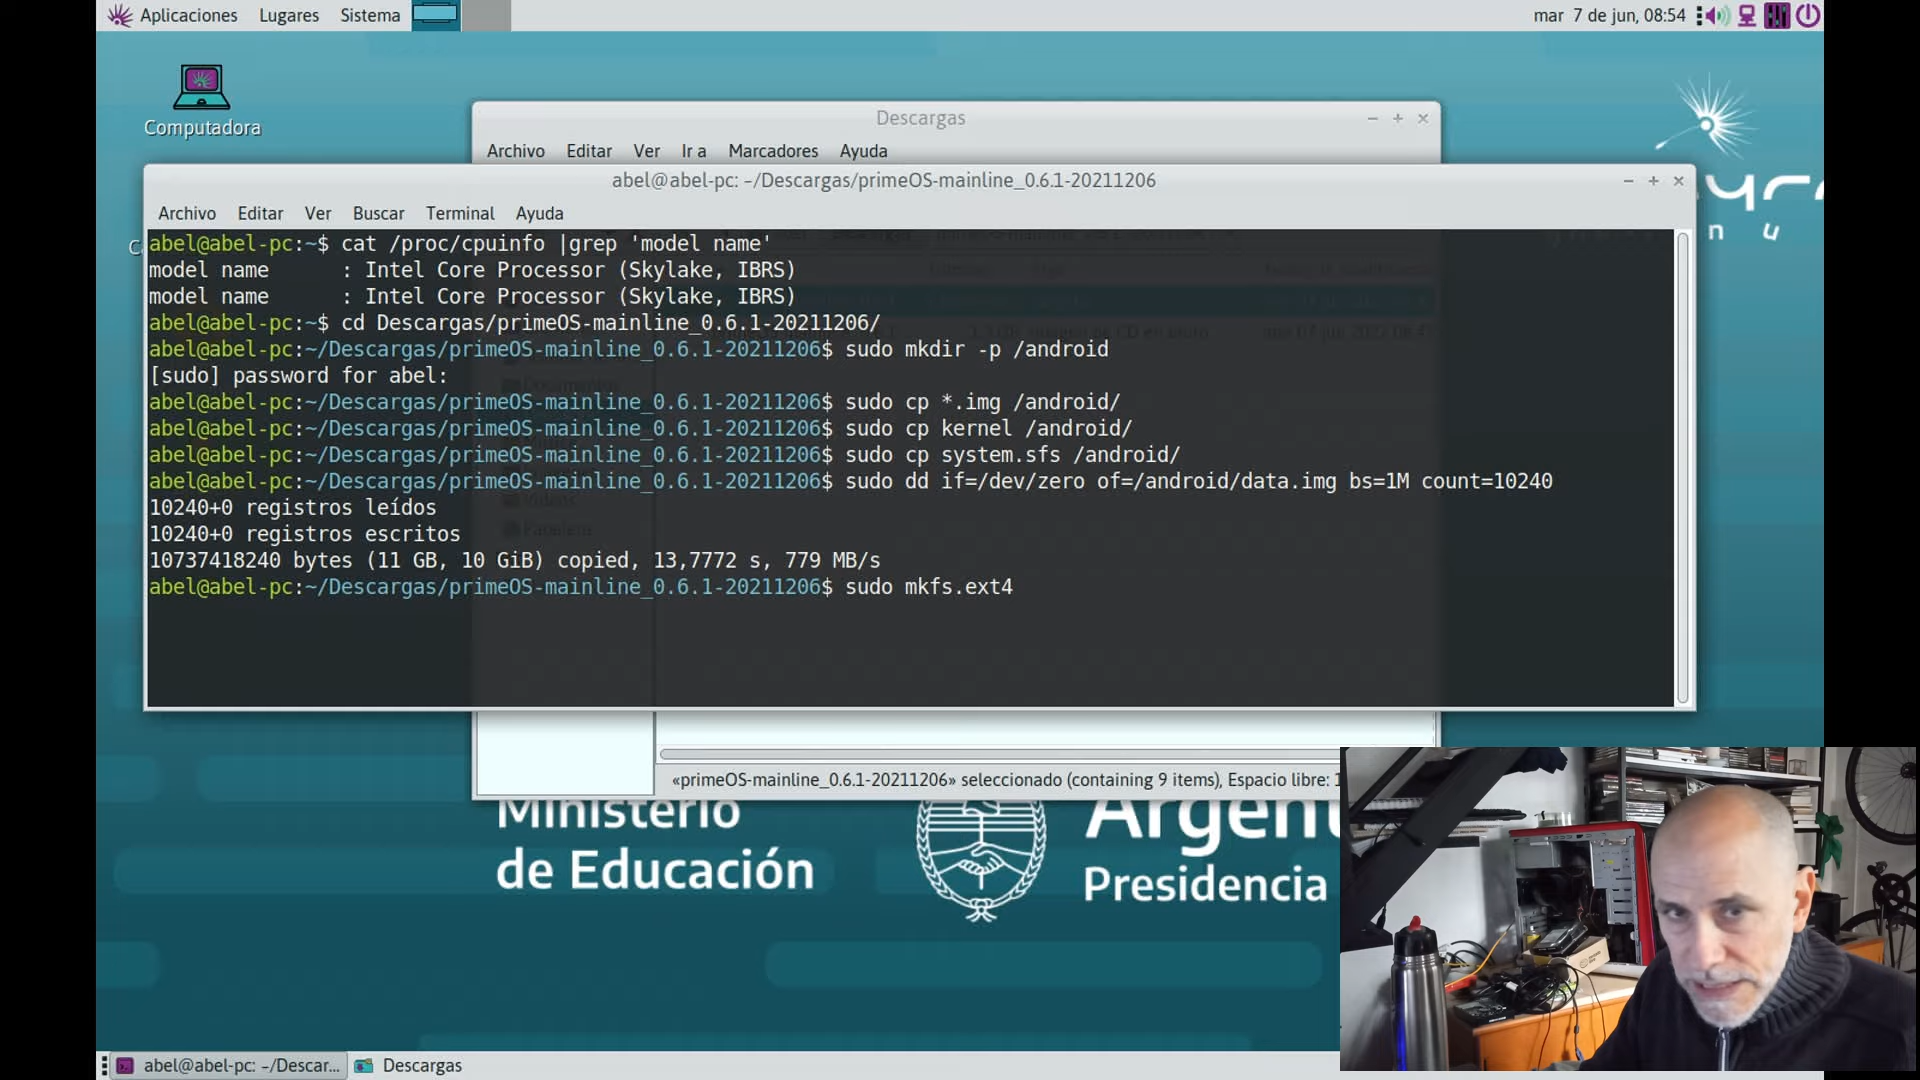 Aplicaciones Lugares Sistema
mar 7 de jun, 08:54
Computadora
Descargas
Archivo Editar Ver Ir a Marcadores Ayuda
abel@abel-pc: ~/Descargas/primeOS-mainline_0.6.1-20211206
Archivo Editar Ver Buscar Terminal Ayuda
abel@abel-pc:~$ cat /proc/cpuinfo |grep 'model name'
model name : Intel Core Processor (Skylake, IBRS)
model name : Intel Core Processor (Skylake, IBRS)
abel@abel-pc:~$ cd Descargas/primeOS-mainline_0.6.1-20211206/
abel@abel-pc:~/Descargas/primeOS-mainline_0.6.1-20211206$ sudo mkdir -p /android
[sudo] password for abel:
abel@abel-pc:~/Descargas/primeOS-mainline_0.6.1-20211206$ sudo cp *.img /android/
abel@abel-pc:~/Descargas/primeOS-mainline_0.6.1-20211206$ sudo cp kernel /android/
abel@abel-pc:~/Descargas/primeOS-mainline_0.6.1-20211206$ sudo cp system.sfs /android/
abel@abel-pc:~/Descargas/primeOS-mainline_0.6.1-20211206$ sudo dd if=/dev/zero of=/android/data.img bs=1M count=10240
10240+0 registros leídos
10240+0 registros escritos
10737418240 bytes (11 GB, 10 GiB) copied, 13,7772 s, 779 MB/s
abel@abel-pc:~/Descargas/primeOS-mainline_0.6.1-20211206$ sudo mkfs.ext4
«primeOS-mainline_0.6.1-20211206» seleccionado (containing 9 items), Espacio libre: 1
Ministerio
de Educación
Argent
Presidencia
abel@abel-pc: ~/Descar... Descargas